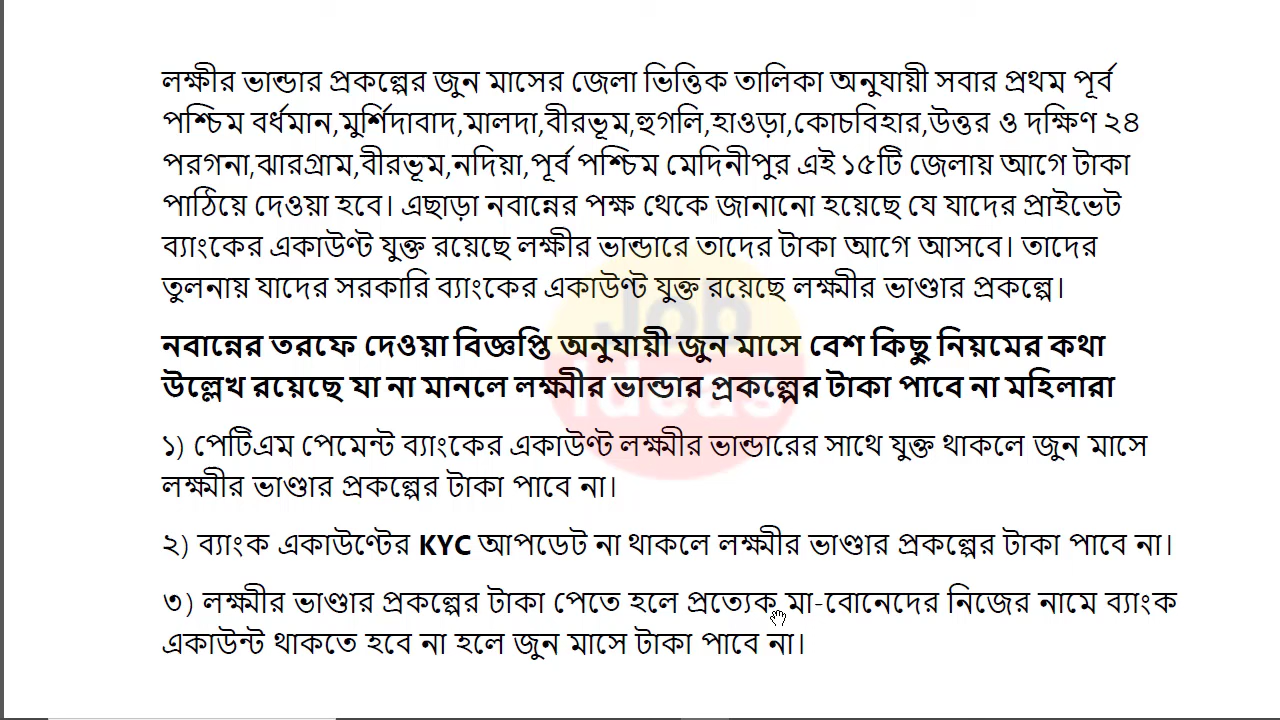 লক্ষীর ভান্ডার প্রকল্পের জুন মাসের জেলা ভিত্তিক তালিকা অনুযায়ী সবার প্রথম পূর্ব
পশ্চিম বর্ধমান,মুর্শিদাবাদ,মালদা,বীরভূম,হুগলি,হাওড়া,কোচবিহার,উত্তর ও দক্ষিণ ২৪
পরগনা,ঝারগ্রাম,বীরভূম,নদিয়া,পূর্ব পশ্চিম মেদিনীপুর এই ১৫টি জেলায় আগে টাকা
পাঠিয়ে দেওয়া হবে। এছাড়া নবান্নের পক্ষ থেকে জানানো হয়েছে যে যাদের প্রাইভেট
ব্যাংকের একাউণ্ট যুক্ত রয়েছে লক্ষীর ভান্ডারে তাদের টাকা আগে আসবে। তাদের
তুলনায় যাদের সরকারি ব্যাংকের একাউণ্ট যুক্ত রয়েছে লক্ষ্মীর ভাণ্ডার প্রকল্পে।
Job
ideas
নবান্নের তরফে দেওয়া বিজ্ঞপ্তি অনুযায়ী জুন মাসে বেশ কিছু নিয়মের কথা
উল্লেখ রয়েছে যা না মানলে লক্ষ্মীর ভান্ডার প্রকল্পের টাকা পাবে না মহিলারা
১) পেটিএম পেমেন্ট ব্যাংকের একাউণ্ট লক্ষ্মীর ভান্ডারের সাথে যুক্ত থাকলে জুন মাসে
লক্ষ্মীর ভাণ্ডার প্রকল্পের টাকা পাবে না।
২) ব্যাংক একাউণ্টের KYC আপডেট না থাকলে লক্ষ্মীর ভাণ্ডার প্রকল্পের টাকা পাবে না।
৩) লক্ষ্মীর ভাণ্ডার প্রকল্পের টাকা পেতে হলে প্রত্যেক মা-বোনেদের নিজের নামে ব্যাংক
একাউন্ট থাকতে হবে না হলে জুন মাসে টাকা পাবে না।